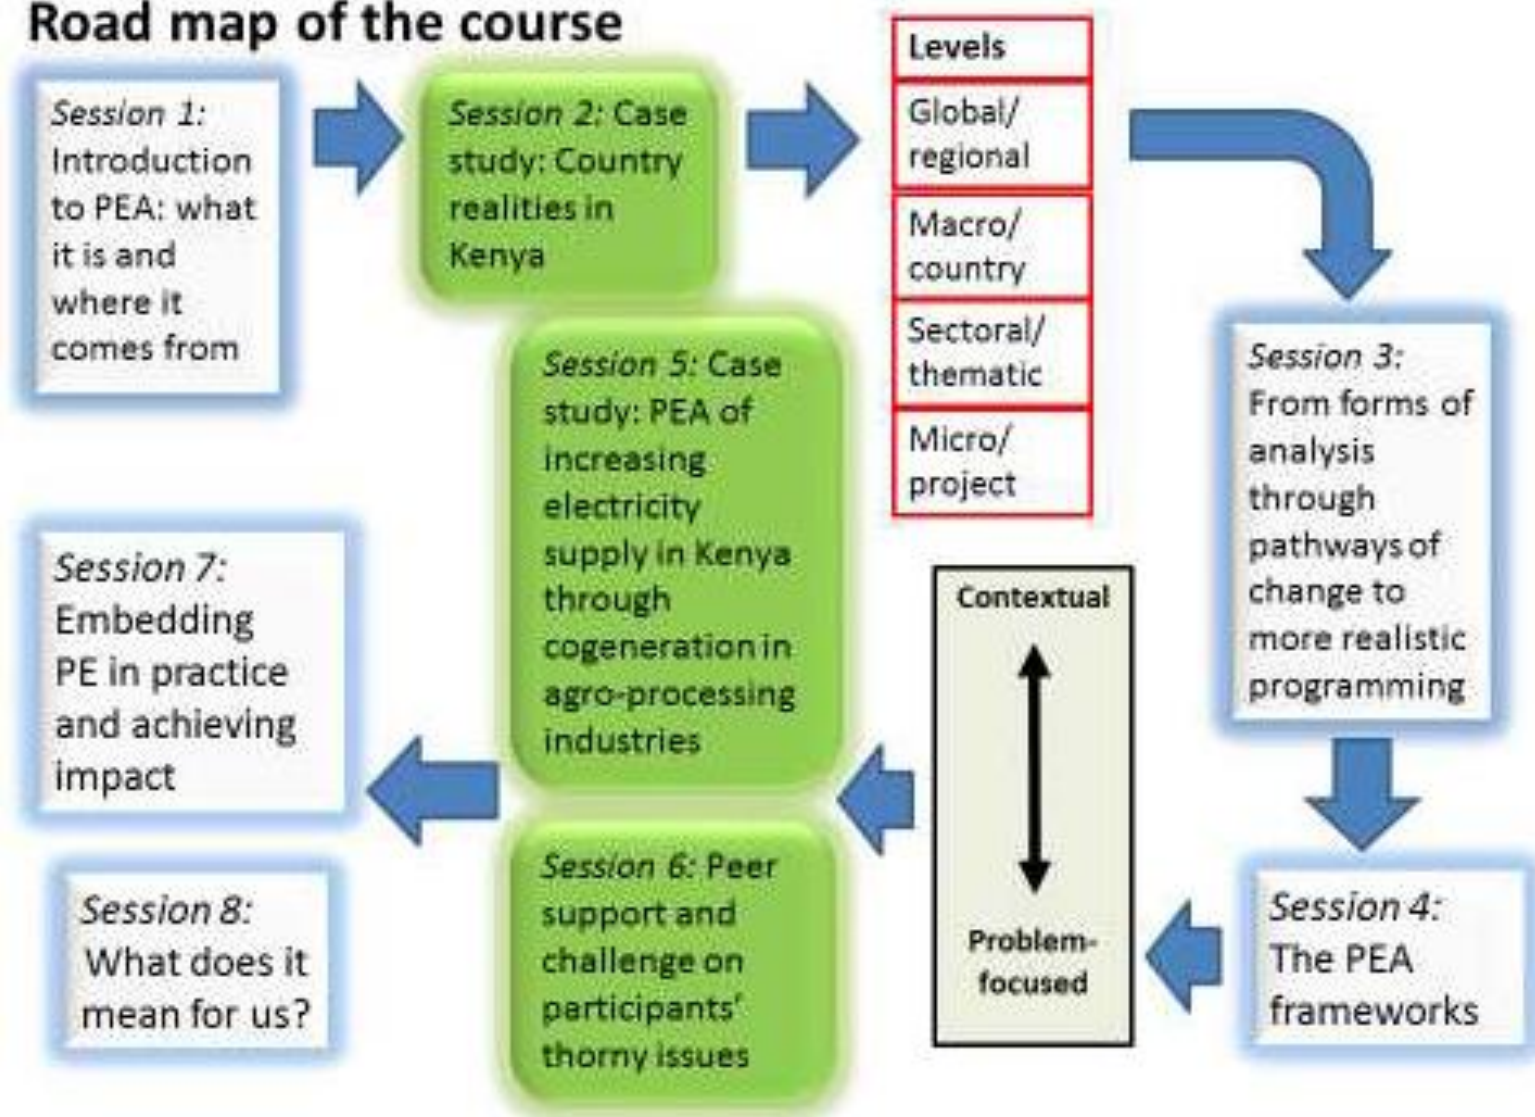 Road map of the course
Session 1:
Introduction
to PEA: what
it is and
where it
comes from
Session 2: Case
study: Country
realities in
Kenya
Levels
Global/
regional
Macro/
country
Sectoral/
thematic
Micro/
project
Session 3:
From forms of
analysis
through
pathways of
change to
more realistic
programming
Session 4:
The PEA
frameworks
Contextual
Problem-
focused
Session 5: Case
study: PEA of
increasing
electricity
supply in Kenya
through
cogeneration in
agro-processing
industries
Session 6: Peer
support and
challenge on
participants'
thorny issues
Session 7:
Embedding
PE in practice
and achieving
impact
Session 8:
What does it
mean for us?